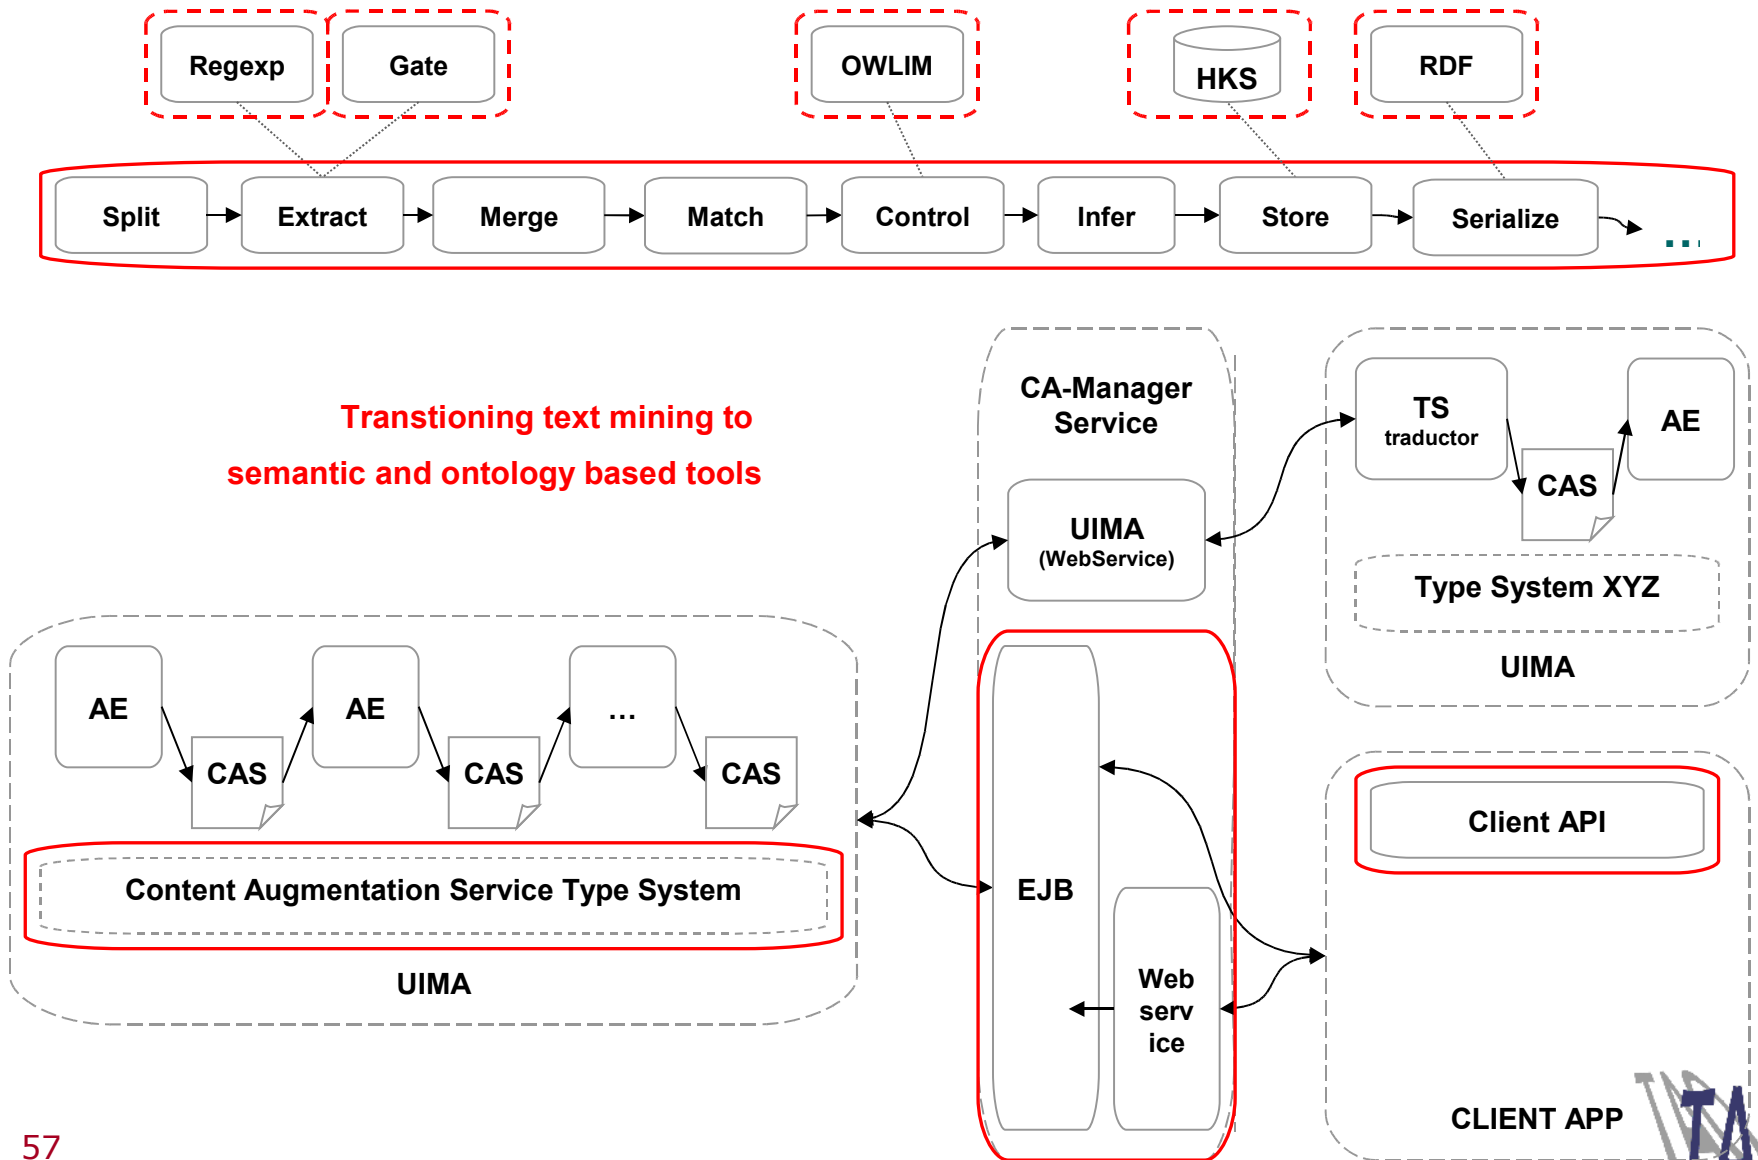 Regexp
Gate
OWLIM
HKS
RDF
Split
Extract
Merge
Match
Control
Infer
Store
Serialize
...
Transtioning text mining to
semantic and ontology based tools
CA-Manager
Service
UIMA
(WebService)
TS
traductor
CAS
AE
Type System XYZ
UIMA
AE
CAS
AE
CAS
...
CAS
Content Augmentation Service Type System
UIMA
EJB
Web
serv
ice
Client API
CLIENT APP
TA
57